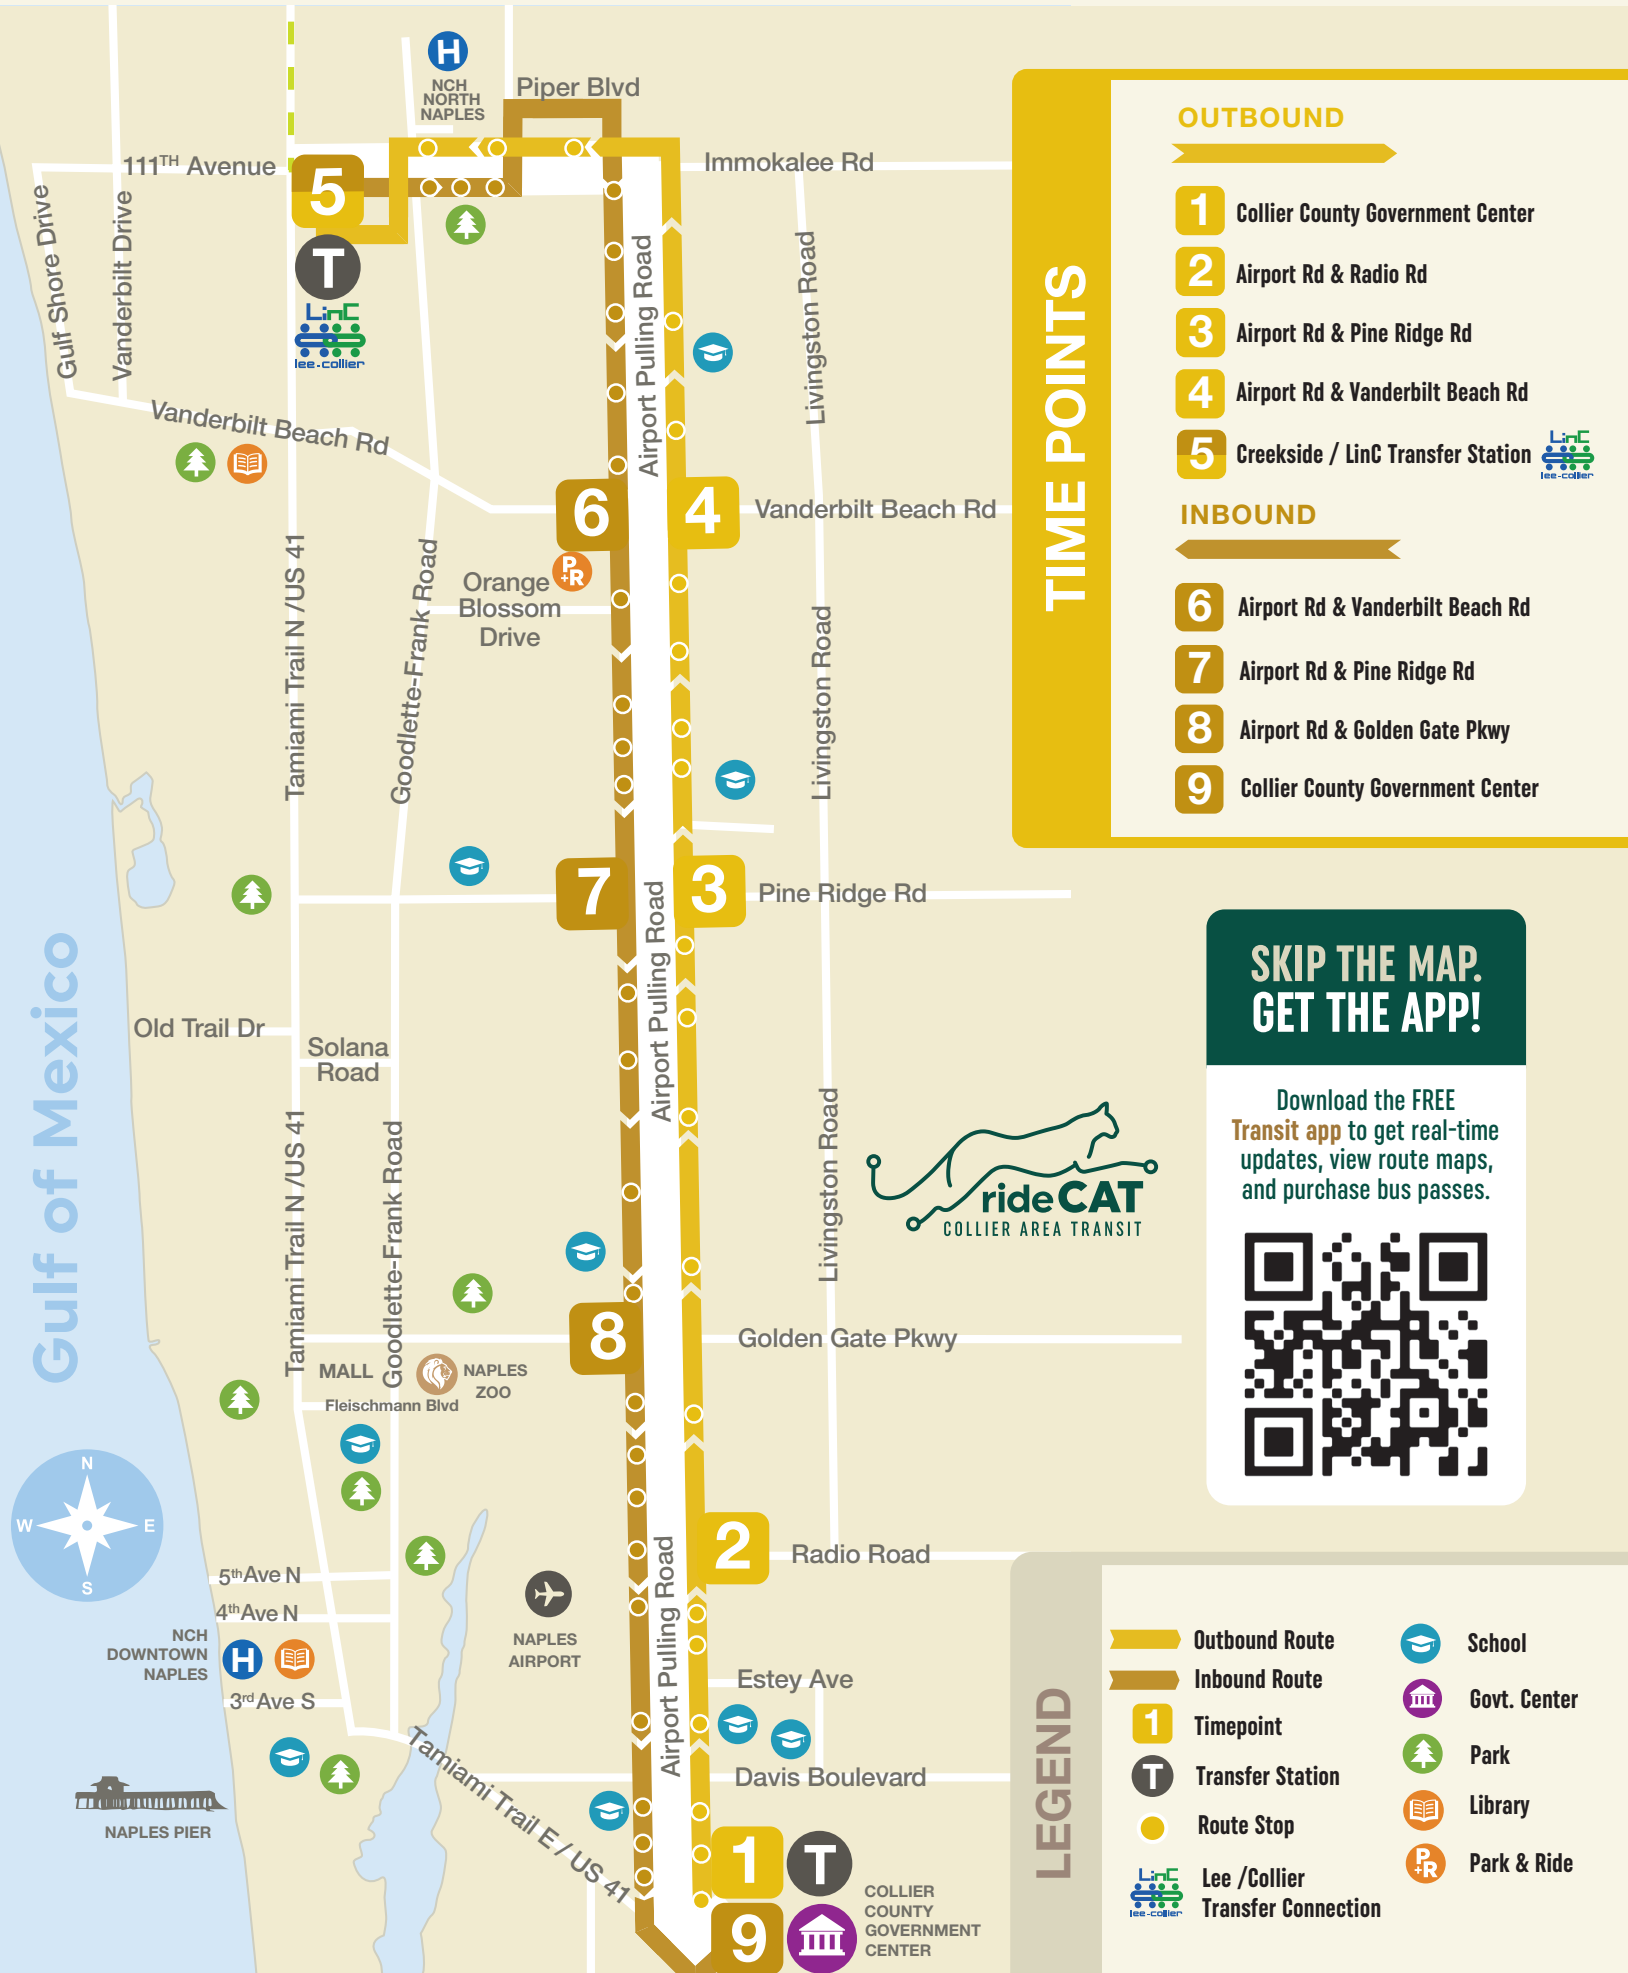 H
NCH
NORTH
NAPLES
Piper Blvd
111TH Avenue
Immokalee Rd
5
T
LinC
lee-collier
Gulf Shore Drive
Vanderbilt Drive
Airport Pulling Road
Livingston Road
Vanderbilt Beach Rd
6
4
Vanderbilt Beach Rd
P+R
Orange
Blossom
Drive
Tamiami Trail N /US 41
Goodlette-Frank Road
Livingston Road
7
3
Pine Ridge Rd
Airport Pulling Road
Gulf of Mexico
Old Trail Dr
Solana
Road
Tamiami Trail N /US 41
Goodlette-Frank Road
Livingston Road
rideCAT
COLLIER AREA TRANSIT
8
Golden Gate Pkwy
MALL
NAPLES
ZOO
Fleischmann Blvd
N
W
E
S
2
Radio Road
5th Ave N
4th Ave N
NCH
DOWNTOWN
NAPLES
H
3rd Ave S
NAPLES
AIRPORT
Airport Pulling Road
Estey Ave
Davis Boulevard
Tamiami Trail E / US 41
NAPLES PIER
1
T
9
COLLIER
COUNTY
GOVERNMENT
CENTER
TIME POINTS
OUTBOUND
1 Collier County Government Center
2 Airport Rd & Radio Rd
3 Airport Rd & Pine Ridge Rd
4 Airport Rd & Vanderbilt Beach Rd
5 Creekside / LinC Transfer Station
LinC
lee-collier
INBOUND
6 Airport Rd & Vanderbilt Beach Rd
7 Airport Rd & Pine Ridge Rd
8 Airport Rd & Golden Gate Pkwy
9 Collier County Government Center
SKIP THE MAP.
GET THE APP!
Download the FREE
Transit app to get real-time
updates, view route maps,
and purchase bus passes.
LEGEND
Outbound Route
Inbound Route
1 Timepoint
T Transfer Station
Route Stop
LinC
lee-collier
Lee /Collier
Transfer Connection
School
Govt. Center
Park
Library
P+R Park & Ride